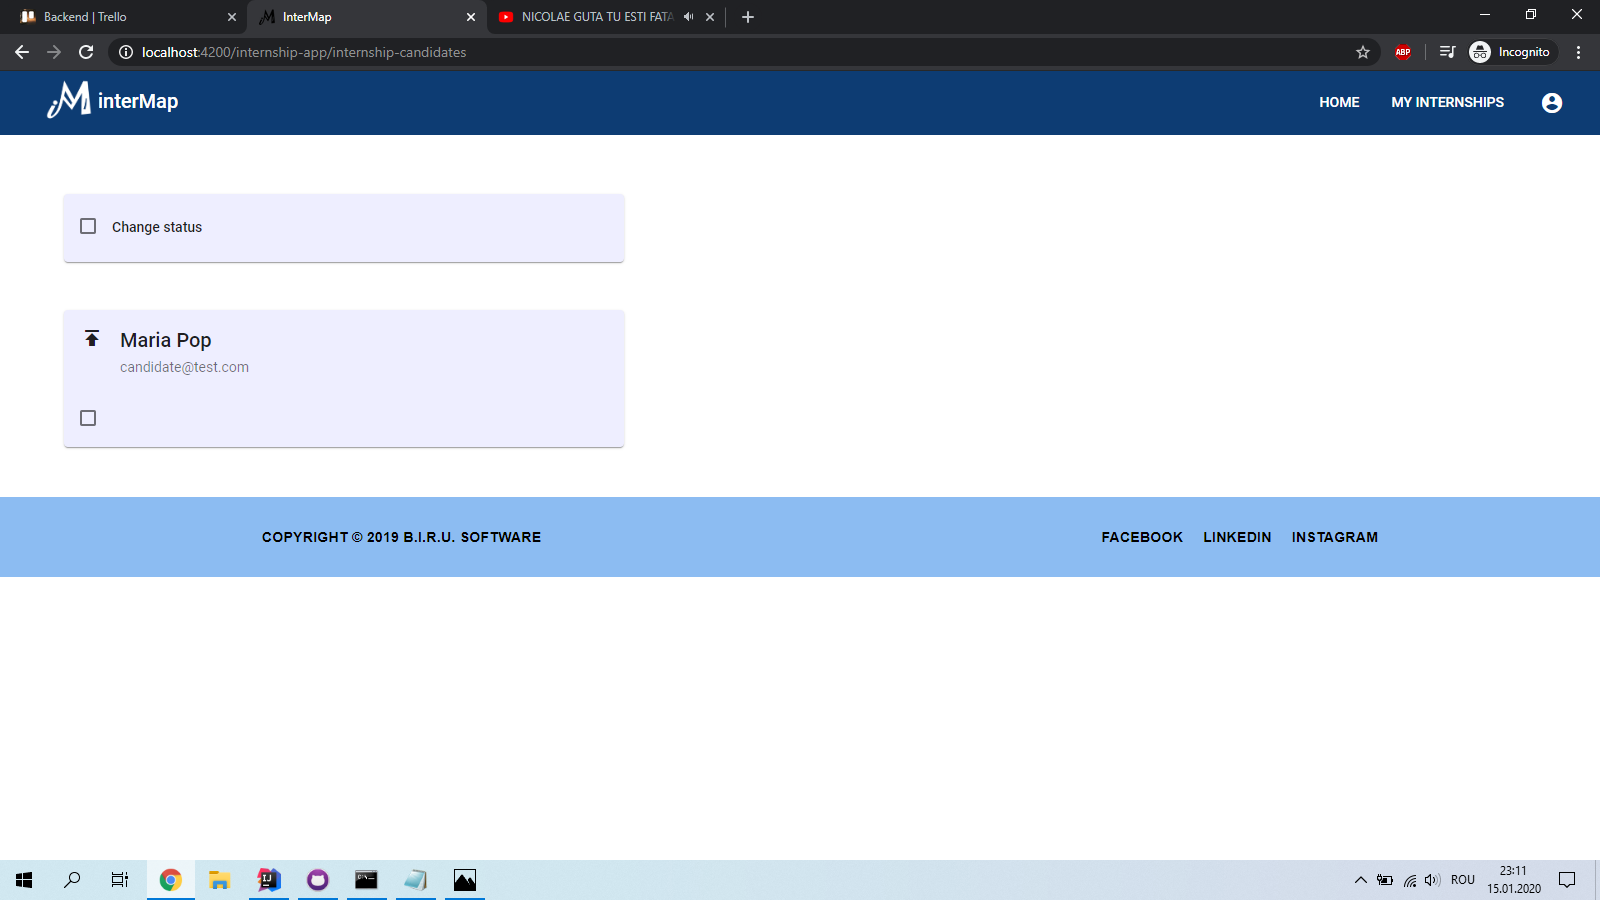 Backend | Trello
InterMap
NICOLAE GUTA TU ESTI FATA
localhost:4200/internship-app/internship-candidates
ABP
Incognito
interMap
HOME
MY INTERNSHIPS
Change status
Maria Pop
candidate@test.com
COPYRIGHT © 2019 B.I.R.U. SOFTWARE
FACEBOOK
LINKEDIN
INSTAGRAM
ROU
23:11
15.01.2020